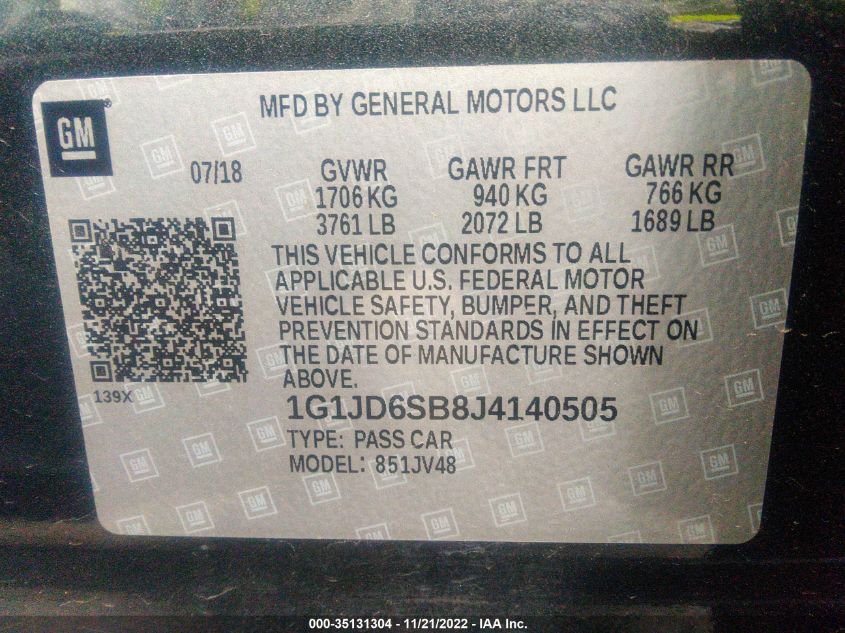 MFD BY GENERAL MOTORS LLC
GM ®
07/18 GVWR GAWR FRT GAWR RR
1706 KG 940 KG 766 KG
3761 LB 2072 LB 1689 LB
THIS VEHICLE CONFORMS TO ALL
APPLICABLE U.S. FEDERAL MOTOR
VEHICLE SAFETY, BUMPER, AND THEFT
PREVENTION STANDARDS IN EFFECT ON
THE DATE OF MANUFACTURE SHOWN
ABOVE.
139X
1G1JD6SB8J4140505
TYPE: PASS CAR
MODEL: 851JV48
000-35131304 - 11/21/2022 - IAA Inc.